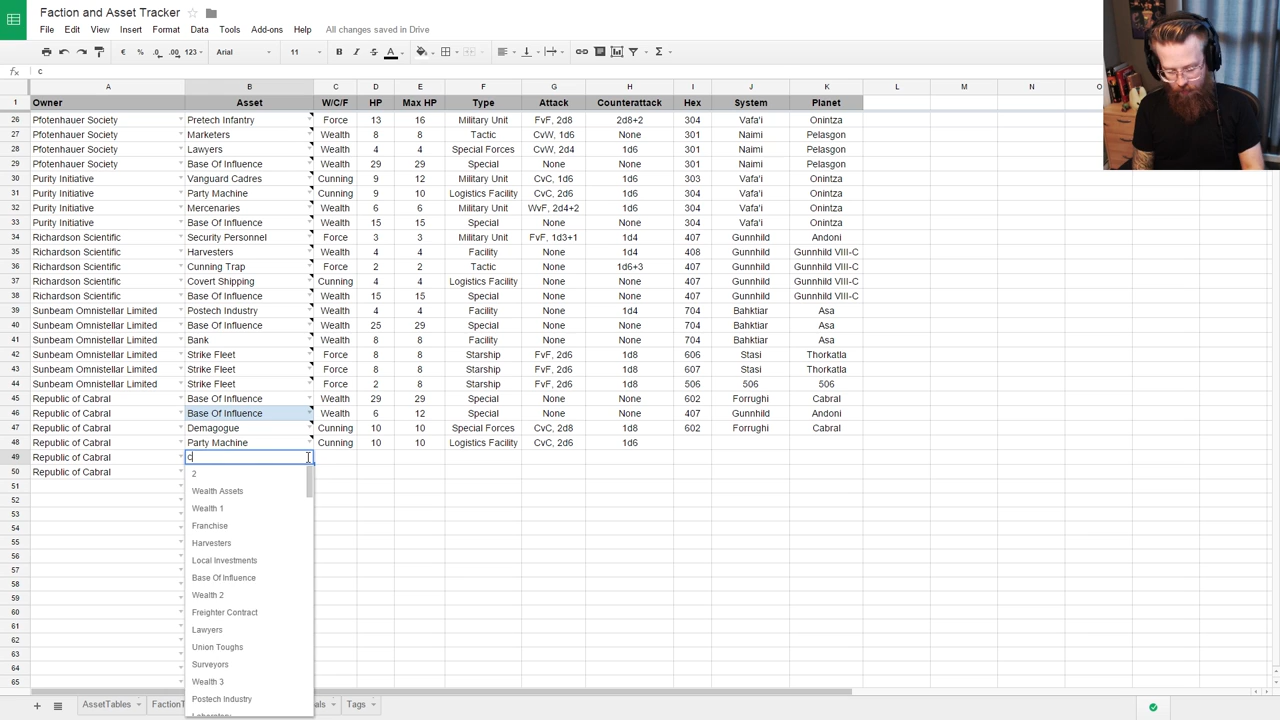 Faction and Asset Tracker
File Edit View Insert Format Data Tools Add-ons Help All changes saved in Drive
€ % .0 .00 123 Arial 11 B I S A Σ
fx c
A B C D E F G H I J K L M N O
1 Owner Asset W/C/F HP Max HP Type Attack Counterattack Hex System Planet
26 Pfotenhauer Society Pretech Infantry Force 13 16 Military Unit FvF, 2d8 2d8+2 304 Vafa'i Onintza
27 Pfotenhauer Society Marketers Wealth 8 8 Tactic CvW, 1d6 None 301 Naimi Pelasgon
28 Pfotenhauer Society Lawyers Wealth 4 4 Special Forces CvW, 2d4 1d6 301 Naimi Pelasgon
29 Pfotenhauer Society Base Of Influence Wealth 29 29 Special None None 301 Naimi Pelasgon
30 Purity Initiative Vanguard Cadres Cunning 9 12 Military Unit CvC, 1d6 1d6 303 Vafa'i Onintza
31 Purity Initiative Party Machine Cunning 9 10 Logistics Facility CvC, 2d6 1d6 304 Vafa'i Onintza
32 Purity Initiative Mercenaries Wealth 6 6 Military Unit WvF, 2d4+2 1d6 304 Vafa'i Onintza
33 Purity Initiative Base Of Influence Wealth 15 15 Special None None 304 Vafa'i Onintza
34 Richardson Scientific Security Personnel Force 3 3 Military Unit FvF, 1d3+1 1d4 407 Gunnhild Andoni
35 Richardson Scientific Harvesters Wealth 4 4 Facility None 1d4 408 Gunnhild Gunnhild VIII-C
36 Richardson Scientific Cunning Trap Force 2 2 Tactic None 1d6+3 407 Gunnhild Gunnhild VIII-C
37 Richardson Scientific Covert Shipping Cunning 4 4 Logistics Facility None None 407 Gunnhild Gunnhild VIII-C
38 Richardson Scientific Base Of Influence Wealth 15 15 Special None None 407 Gunnhild Gunnhild VIII-C
39 Sunbeam Omnistellar Limited Postech Industry Wealth 4 4 Facility None 1d4 704 Bahktiar Asa
40 Sunbeam Omnistellar Limited Base Of Influence Wealth 25 29 Special None None 704 Bahktiar Asa
41 Sunbeam Omnistellar Limited Bank Wealth 8 8 Facility None None 704 Bahktiar Asa
42 Sunbeam Omnistellar Limited Strike Fleet Force 8 8 Starship FvF, 2d6 1d8 606 Stasi Thorkatla
43 Sunbeam Omnistellar Limited Strike Fleet Force 8 8 Starship FvF, 2d6 1d8 607 Stasi Thorkatla
44 Sunbeam Omnistellar Limited Strike Fleet Force 2 8 Starship FvF, 2d6 1d8 506 506 506
45 Republic of Cabral Base Of Influence Wealth 29 29 Special None None 602 Forrughi Cabral
46 Republic of Cabral Base Of Influence Wealth 6 12 Special None None 407 Gunnhild Andoni
47 Republic of Cabral Demagogue Cunning 10 10 Special Forces CvC, 2d6 1d8 602 Forrughi Cabral
48 Republic of Cabral Party Machine Cunning 10 10 Logistics Facility CvC, 2d6 1d6
49 Republic of Cabral c
50 Republic of Cabral
2
51
Wealth Assets
52
Wealth 1
53
Franchise
54
Harvesters
55
Local Investments
56
Base Of Influence
57
Wealth 2
58
59
Freighter Contract
60
Lawyers
61
Union Toughs
62
Surveyors
63
Wealth 3
64
Postech Industry
65
AssetTables Tags